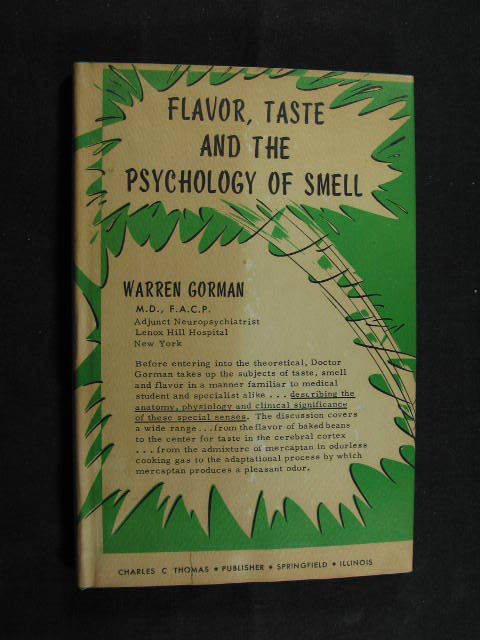 FLAVOR, TASTE
AND THE
PSYCHOLOGY OF SMELL
WARREN GORMAN
M.D., F.A.C.P.
Adjunct Neuropsychiatrist
Lenox Hill Hospital
New York
Before entering into the theoretical, Doctor
Gorman takes up the subjects of taste, smell
and flavor in a manner familiar to medical
student and specialist alike . . . describing the
anatomy, physiology and clinical significance
of these special senses. The discussion covers
a wide range . . . from the flavor of baked beans
to the center for taste in the cerebral cortex
. . . from the admixture of mercaptan in odorless
cooking gas to the adaptational process by which
mercaptan produces a pleasant odor.
CHARLES C THOMAS • PUBLISHER • SPRINGFIELD • ILLINOIS